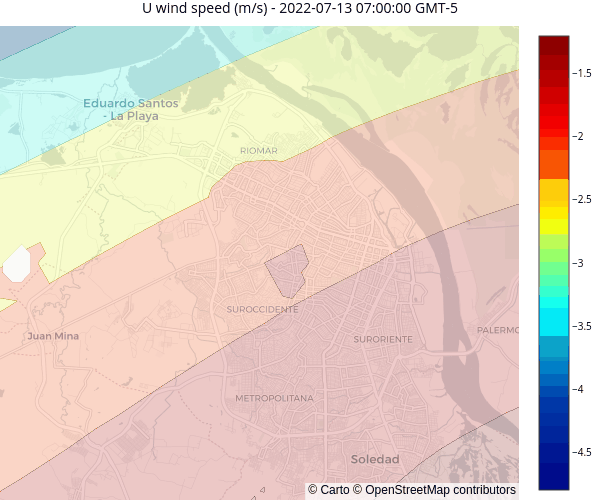 U wind speed (m/s) - 2022-07-13 07:00:00 GMT-5
Eduardo Santos
- La Playa
RIOMAR
SUROCCIDENTE
Juan Mina
SURORIENTE
PALERMO
METROPOLITANA
Soledad
© Carto © OpenStreetMap contributors
−1.5
−2
−2.5
−3
−3.5
−4
−4.5